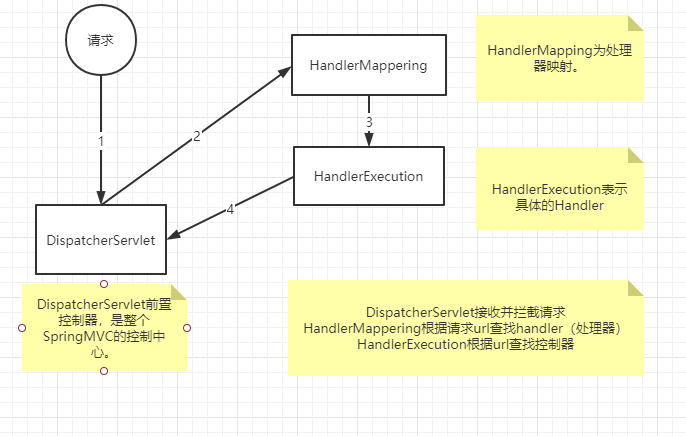 请求
HandlerMappering
HandlerMapping为处理
器映射。
1
2
3
HandlerExecution
HandlerExecution表示
具体的Handler
4
DispatcherServlet
DispatcherServlet前置
控制器，是整个
SpringMVC的控制中
心。
DispatcherServlet接收并拦截请求
HandlerMappering根据请求url查找handler（处理器）
HandlerExecution根据url查找控制器